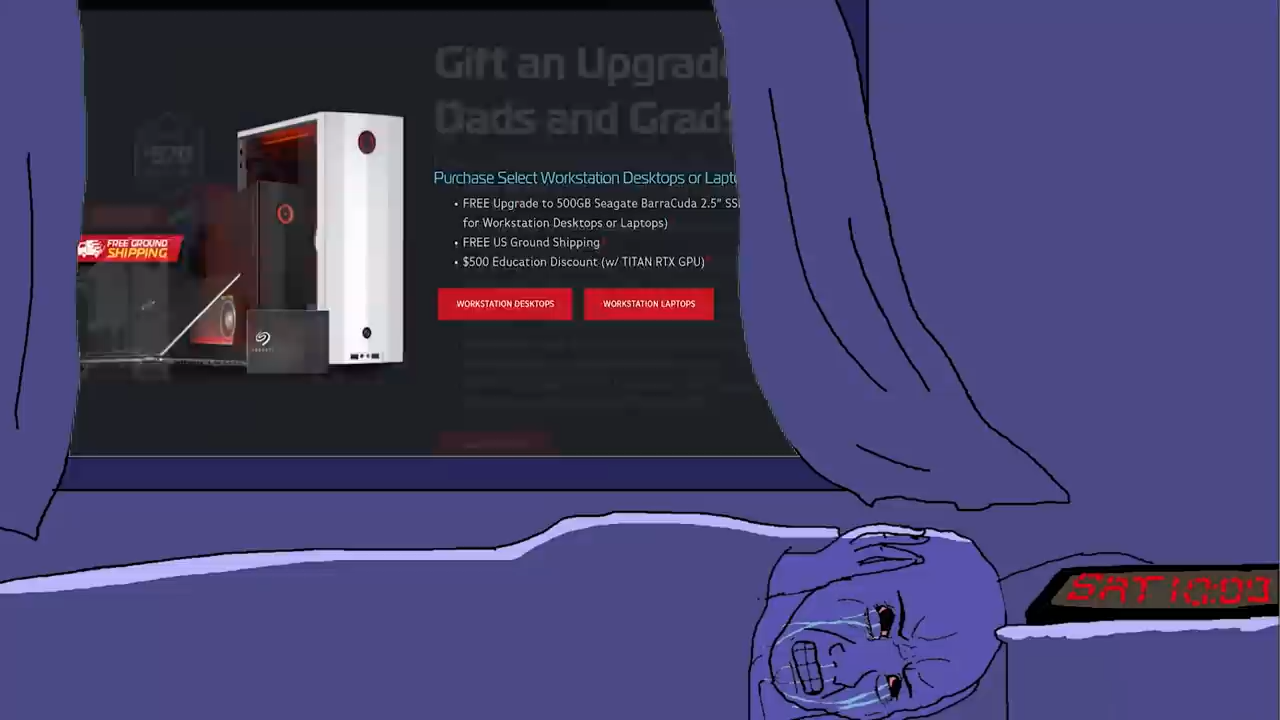 Gift an Upgrade
Dads and Grads
$570
Purchase Select Workstation Desktops or Lapt
• FREE Upgrade to 500GB Seagate BarraCuda 2.5" SS
for Workstation Desktops or Laptops)
• FREE US Ground Shipping
• $500 Education Discount (w/ TITAN RTX GPU)
FREE GROUND
SHIPPING
WORKSTATION DESKTOPS WORKSTATION LAPTOPS
SAT 10:03